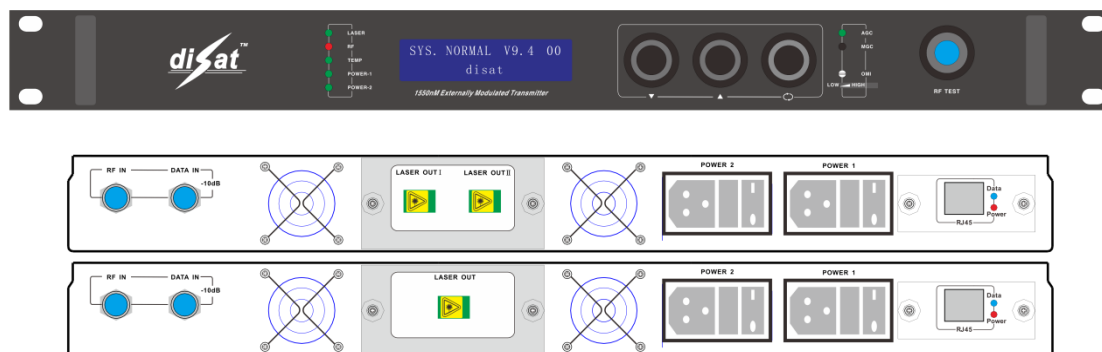 disat™
LASER
RF
TEMP
POWER-1
POWER-2
SYS. NORMAL V9.4 00
disat
1550nM Externally Modulated Transmitter
AGC
MGC
OMI
LOW HIGH
RF TEST
RF IN
DATA IN
-10dB
LASER OUT I
LASER OUT II
POWER 2
POWER 1
Data
Power
RJ45
RF IN
DATA IN
-10dB
LASER OUT
POWER 2
POWER 1
Data
Power
RJ45